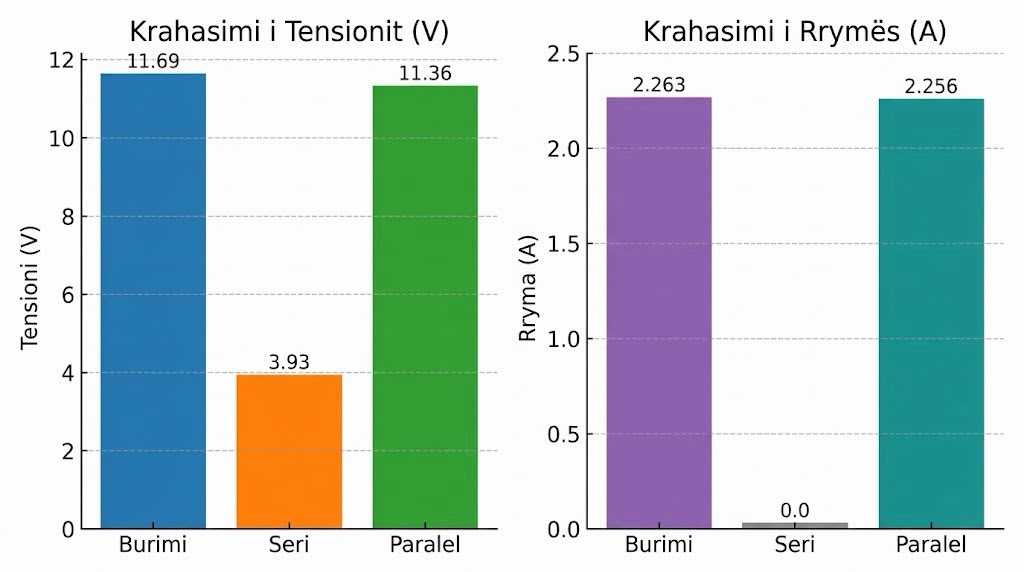 Krahasimi i Tensionit (V)
Tensioni (V)
12
10
8
6
4
2
0
11.69
3.93
11.36
Burimi
Seri
Paralel
Krahasimi i Rrymës (A)
Rryma (A)
2.5
2.0
1.5
1.0
0.5
0.0
2.263
0.0
2.256
Burimi
Seri
Paralel